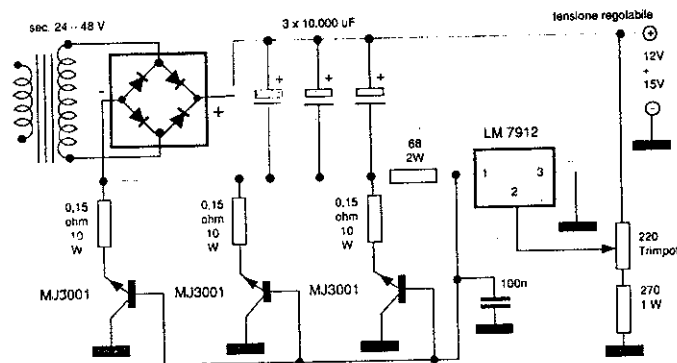 sec. 24 -- 48 V
3 x 10.000 uF
tensione regolabile
+
12V
+
15V
-
-
+
+
+
+
68
2W
LM 7912
1
3
2
0,15
ohm
10
W
0,15
ohm
10
W
0,15
ohm
10
W
220
Trimpot
MJ3001
MJ3001
MJ3001
100n
270
1 W